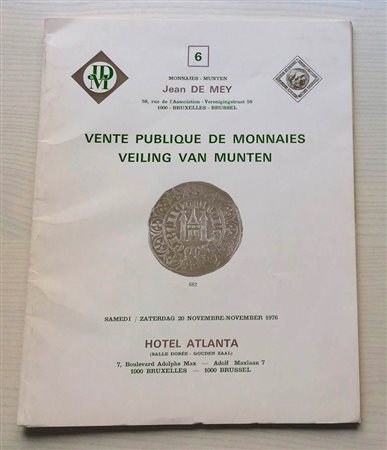 JD
M
6
MONNAIES - MUNTEN
Jean DE MEY
58, rue de l'Association - Verenigingstraat 58
1000 - BRUXELLES - BRUSSEL
VENTE PUBLIQUE DE MONNAIES
VEILING VAN MUNTEN
682
SAMEDI / ZATERDAG 20 NOVEMBRE-NOVEMBER 1976
HOTEL ATLANTA
(SALLE DORÉE - GOUDEN ZAAL)
7, Boulevard Adolphe Max — Adolf Maxlaan 7
1000 BRUXELLES — 1000 BRUSSEL